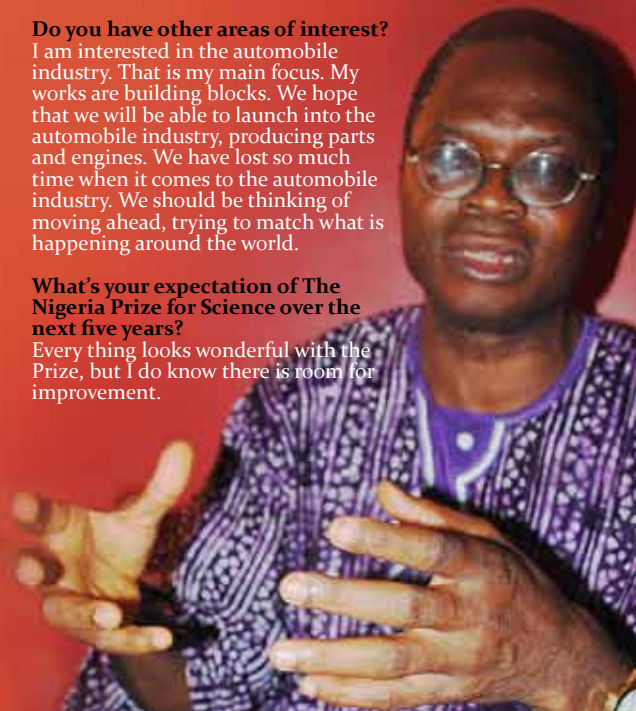 Do you have other areas of interest?
I am interested in the automobile
industry. That is my main focus. My
works are building blocks. We hope
that we will be able to launch into the
automobile industry, producing parts
and engines. We have lost so much
time when it comes to the automobile
industry. We should be thinking of
moving ahead, trying to match what is
happening around the world.
What's your expectation of The
Nigeria Prize for Science over the
next five years?
Every thing looks wonderful with the
Prize, but I do know there is room for
improvement.